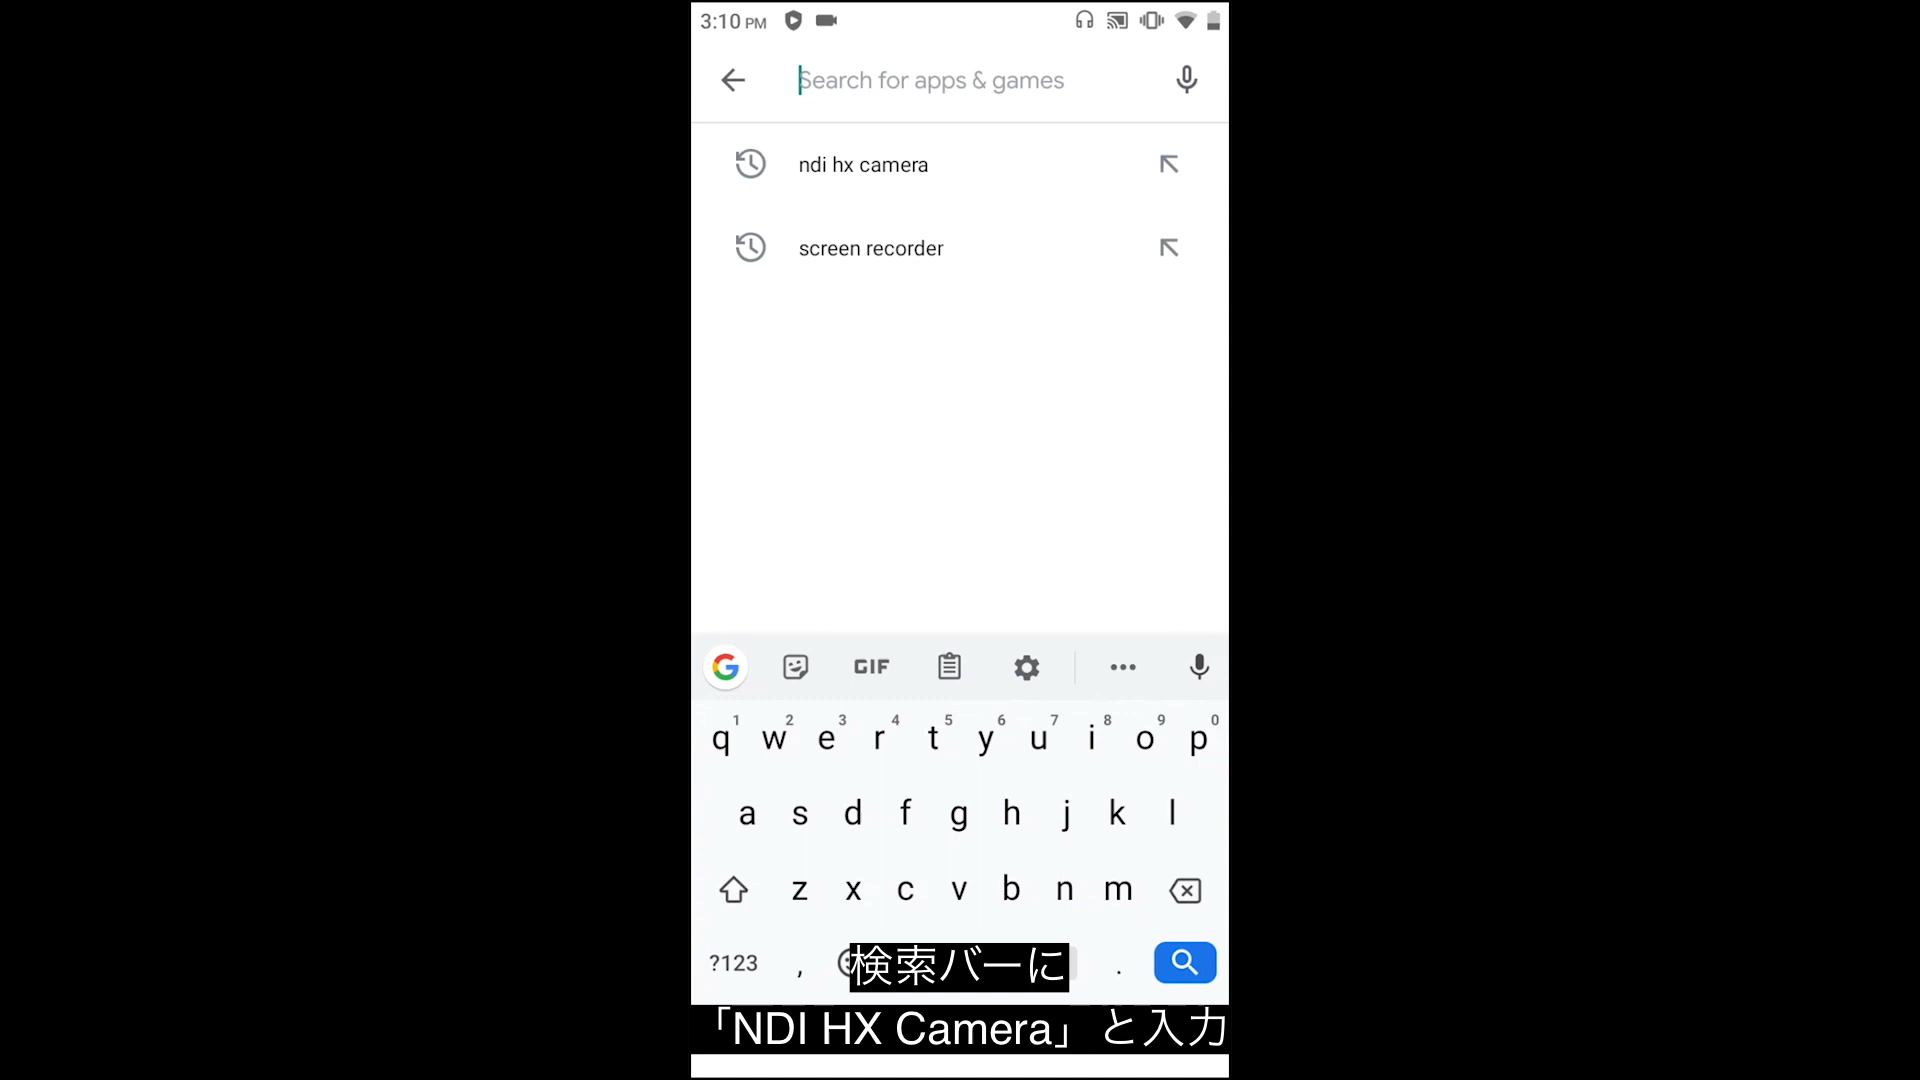 3:10 PM
Search for apps & games
ndi hx camera
screen recorder
GIF
1 2 3 4 5 6 7 8 9 0
q w e r t y u i o p
a s d f g h j k l
z x c v b n m
?123 , .
検索バーに
「NDI HX Camera」と入力